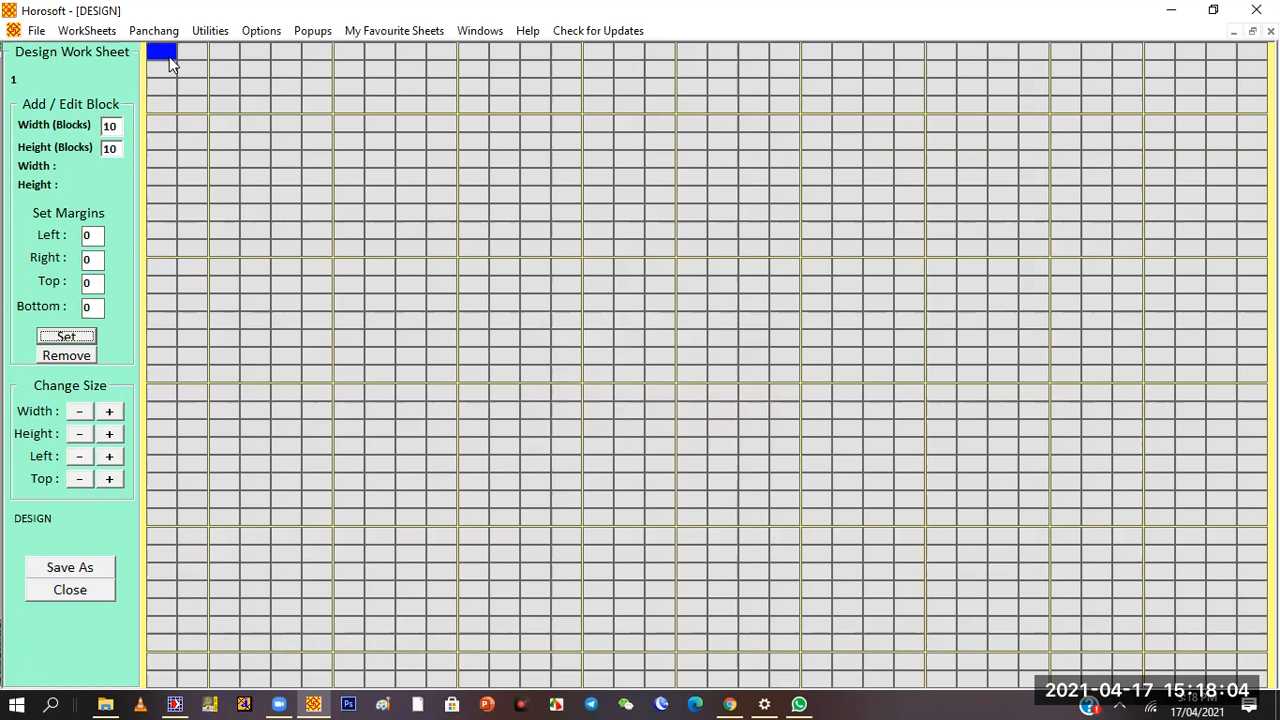 Horosoft - [DESIGN]
File WorkSheets Panchang Utilities Options Popups My Favourite Sheets Windows Help Check for Updates
Design Work Sheet
1
Add / Edit Block
Width (Blocks) 10
Height (Blocks) 10
Width :
Height :
Set Margins
Left : 0
Right : 0
Top : 0
Bottom : 0
Set
Remove
Change Size
Width : - +
Height : - +
Left : - +
Top : - +
DESIGN
Save As
Close
2021-04-17 15:18:04
17/04/2021